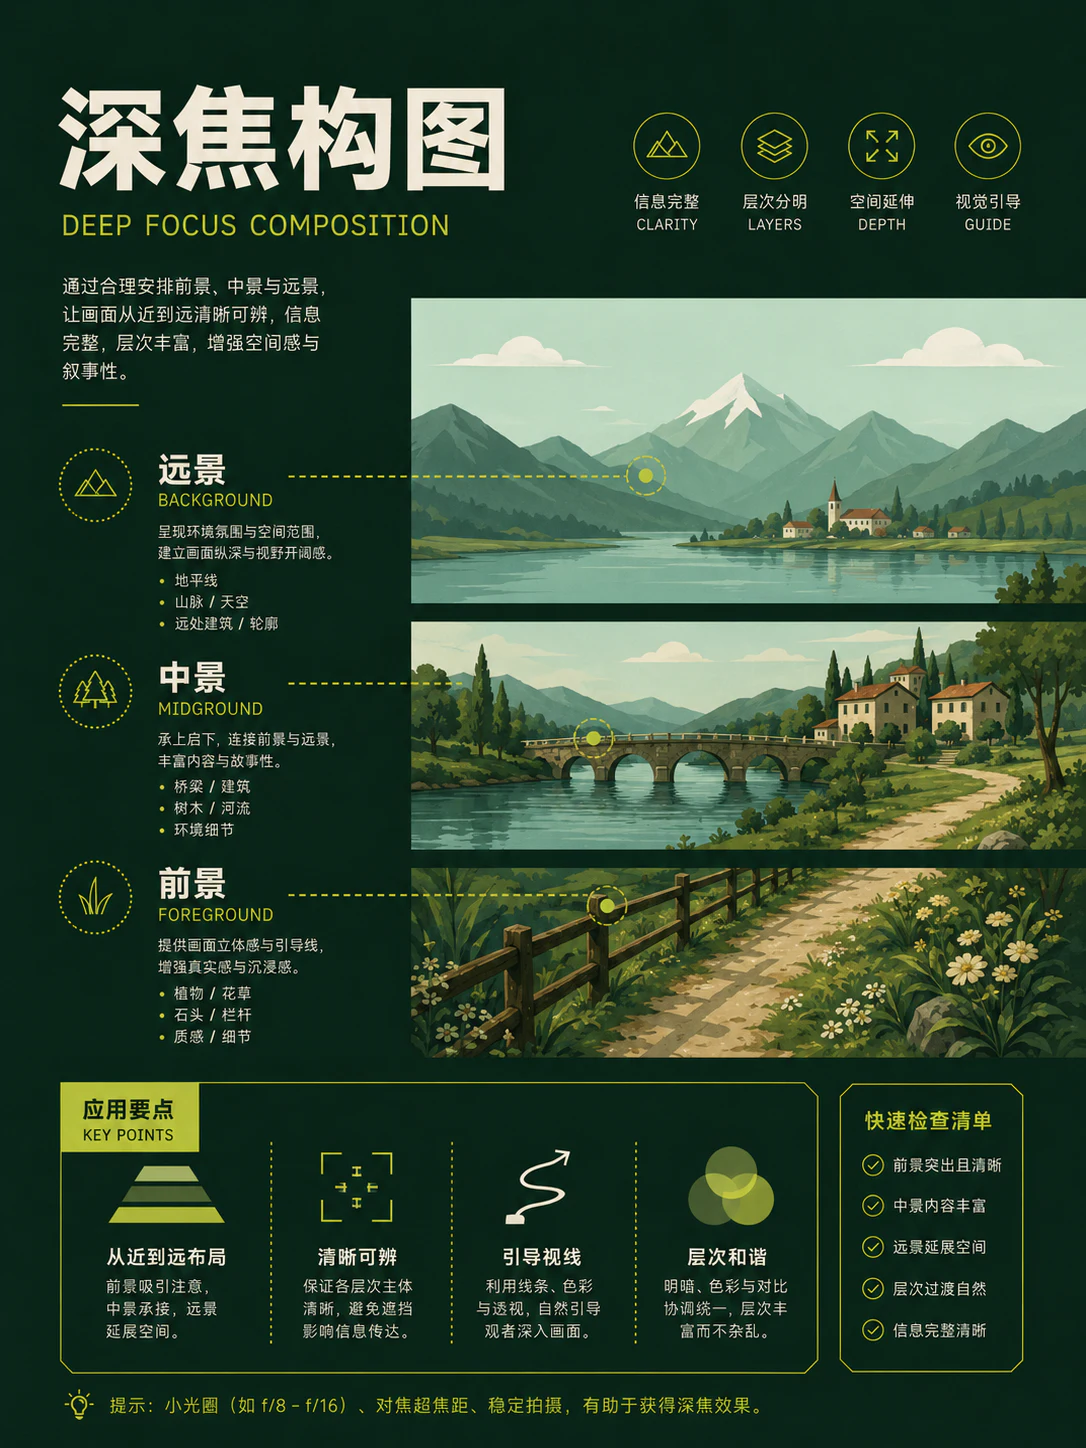 深焦构图
DEEP FOCUS COMPOSITION
信息完整
CLARITY
层次分明
LAYERS
空间延伸
DEPTH
视觉引导
GUIDE
通过合理安排前景、中景与远景，
让画面从近到远清晰可辨，信息
完整，层次丰富，增强空间感与
叙事性。
远景
BACKGROUND
呈现环境氛围与空间范围，
建立画面纵深与视野开阔感。
• 地平线
• 山脉 / 天空
• 远处建筑 / 轮廓
中景
MIDGROUND
承上启下，连接前景与远景，
丰富内容与故事性。
• 桥梁 / 建筑
• 树木 / 河流
• 环境细节
前景
FOREGROUND
提供画面立体感与引导线，
增强真实感与沉浸感。
• 植物 / 花草
• 石头 / 栏杆
• 质感 / 细节
应用要点
KEY POINTS
从近到远布局
前景吸引注意，
中景承接，远景
延展空间。
清晰可辨
保证各层次主体
清晰，避免遮挡
影响信息传达。
引导视线
利用线条、色彩
与透视，自然引导
观者深入画面。
层次和谐
明暗、色彩与对比
协调统一，层次丰
富而不杂乱。
快速检查清单
前景突出且清晰
中景内容丰富
远景延展空间
层次过渡自然
信息完整清晰
提示：小光圈（如 f/8 – f/16）、对焦超焦距、稳定拍摄，有助于获得深焦效果。